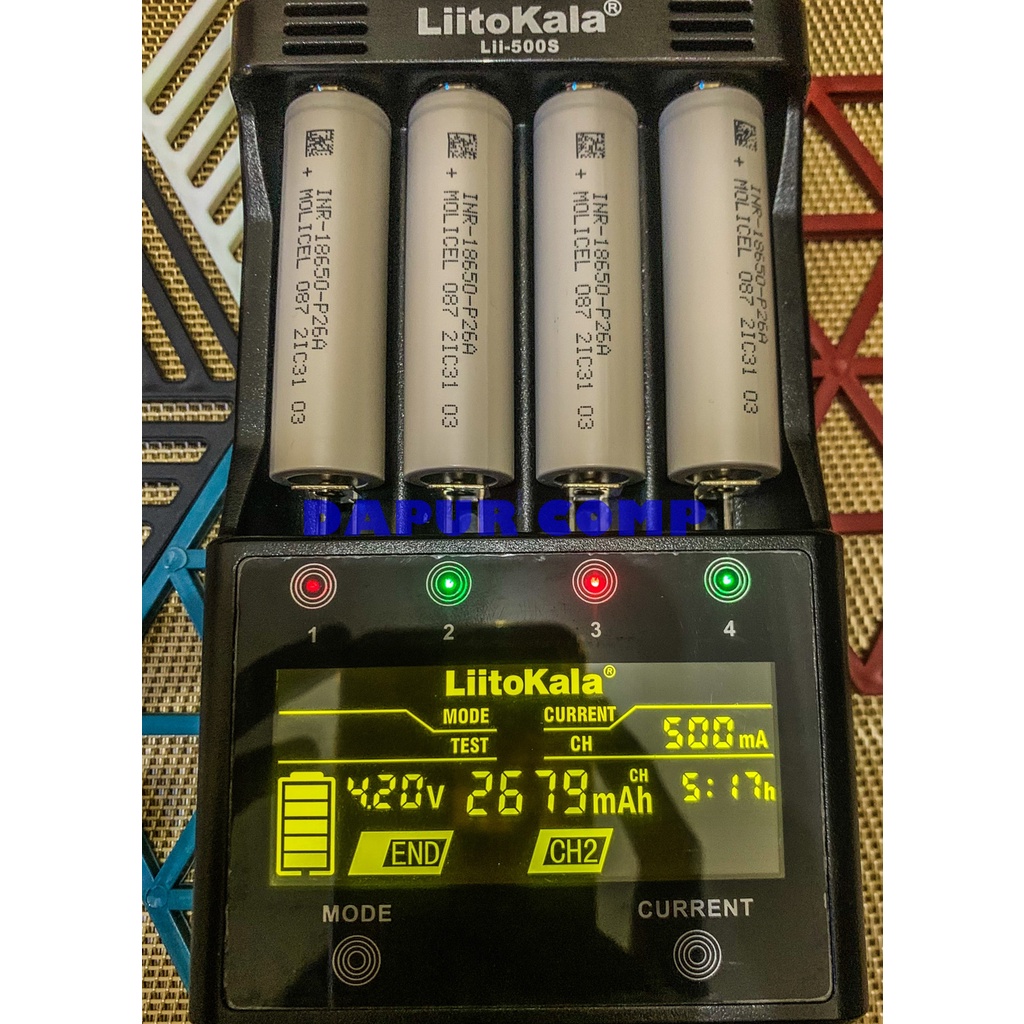 LiitoKala®
Lii-500S
INR-18650-P26A
+ MOLICEL 087 2IC31 03
INR-18650-P26A
+ MOLICEL 087 2IC31 03
INR-18650-P26A
+ MOLICEL 087 2IC31 03
INR-18650-P26A
+ MOLICEL 087 2IC31 03
DAPUR COMP
1 2 3 4
LiitoKala®
MODE CURRENT 500 mA
TEST CH
4.20V 2679mAh CH 5:17h
END CH2
MODE CURRENT